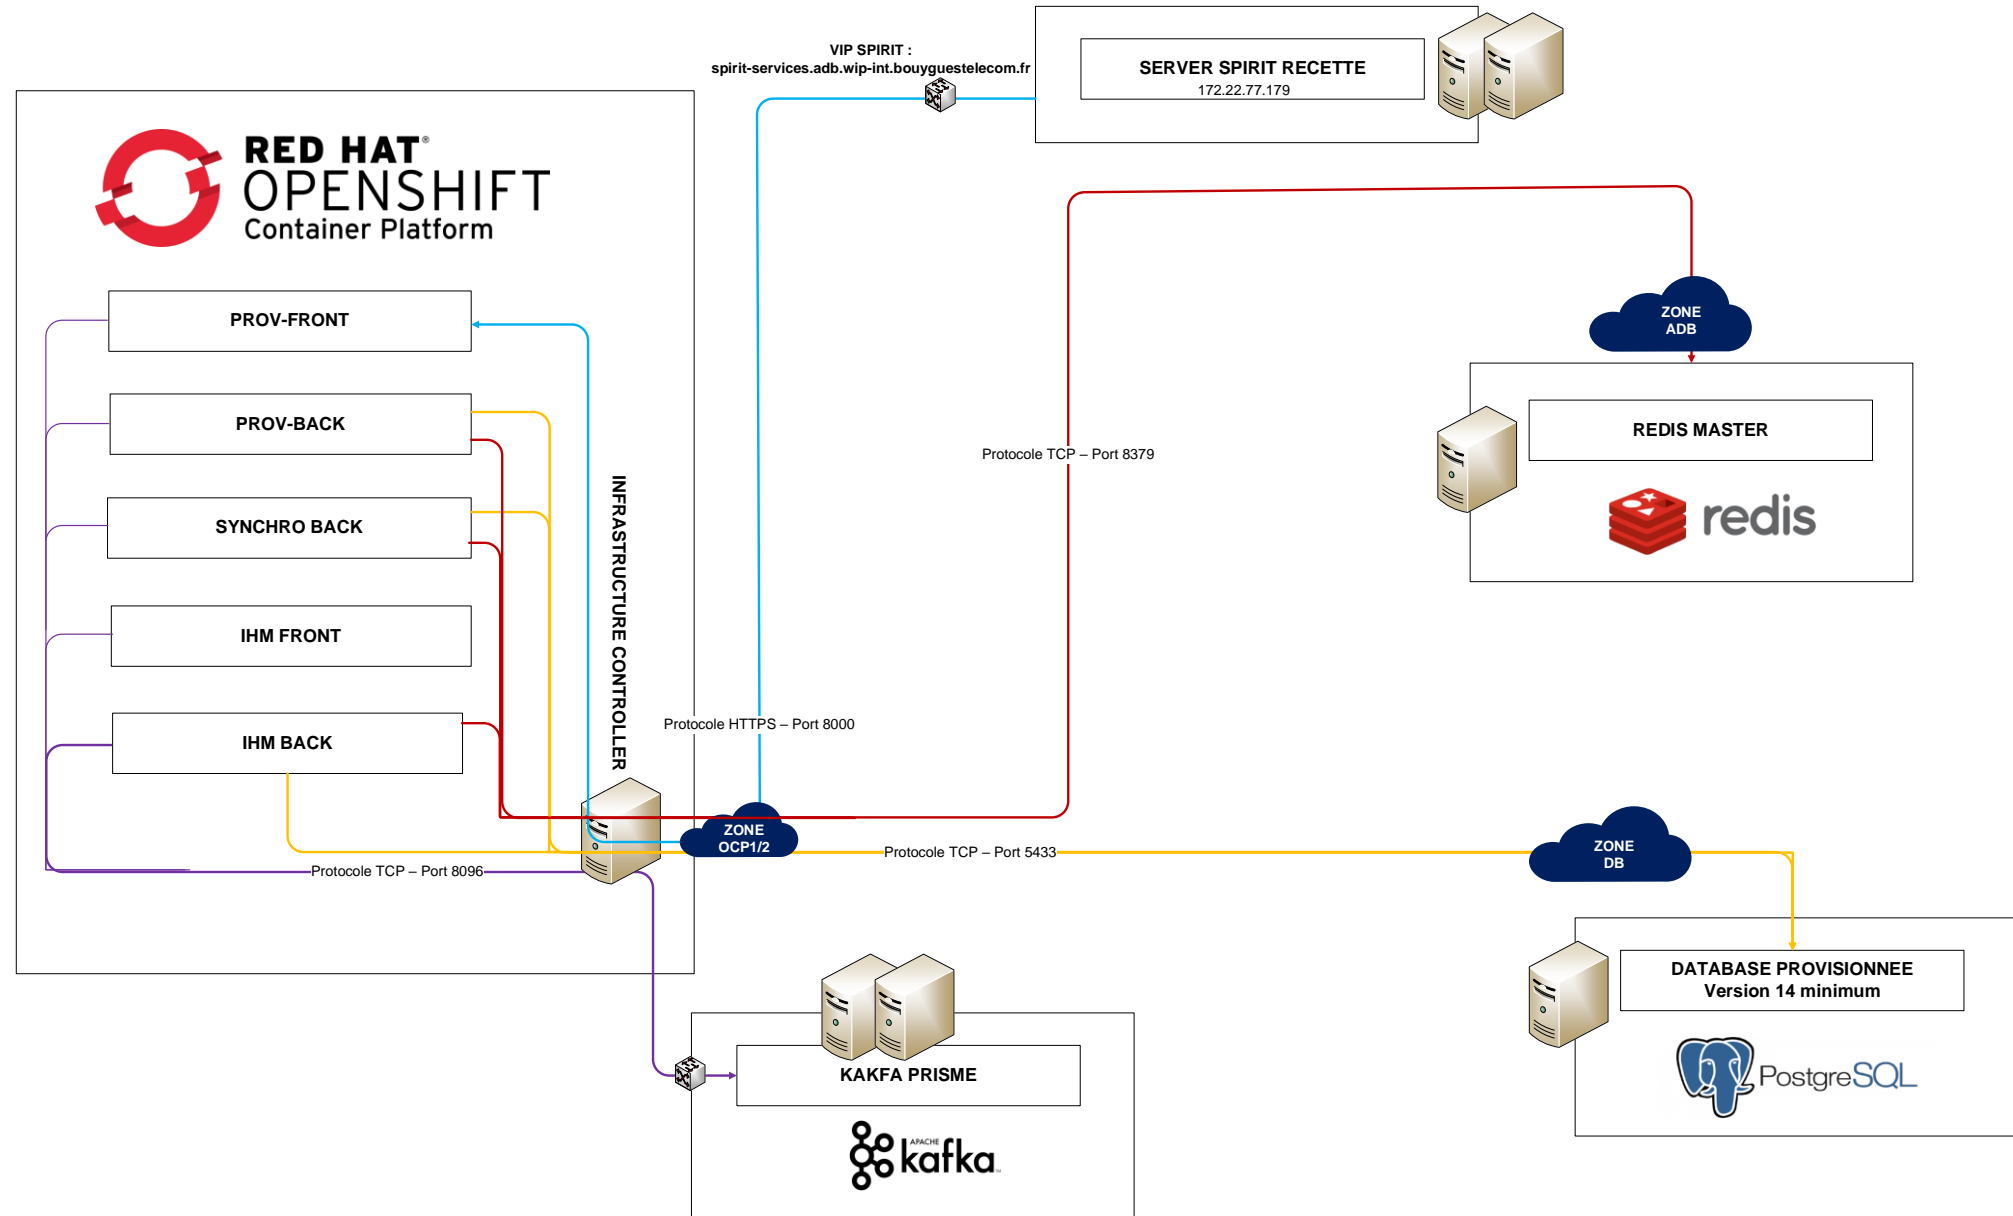 VIP SPIRIT :
spirit-services.adb.wip-int.bouyguestelecom.fr
SERVER SPIRIT RECETTE
172.22.77.179
RED HAT®
OPENSHIFT
Container Platform
PROV-FRONT
PROV-BACK
SYNCHRO BACK
IHM FRONT
IHM BACK
INFRASTRUCTURE CONTROLLER
Protocole TCP – Port 8096
Protocole HTTPS – Port 8000
ZONE
OCP1/2
Protocole TCP – Port 8379
Protocole TCP – Port 5433
ZONE
ADB
REDIS MASTER
redis
ZONE
DB
DATABASE PROVISIONNEE
Version 14 minimum
PostgreSQL
KAKFA PRISME
APACHE
kafka